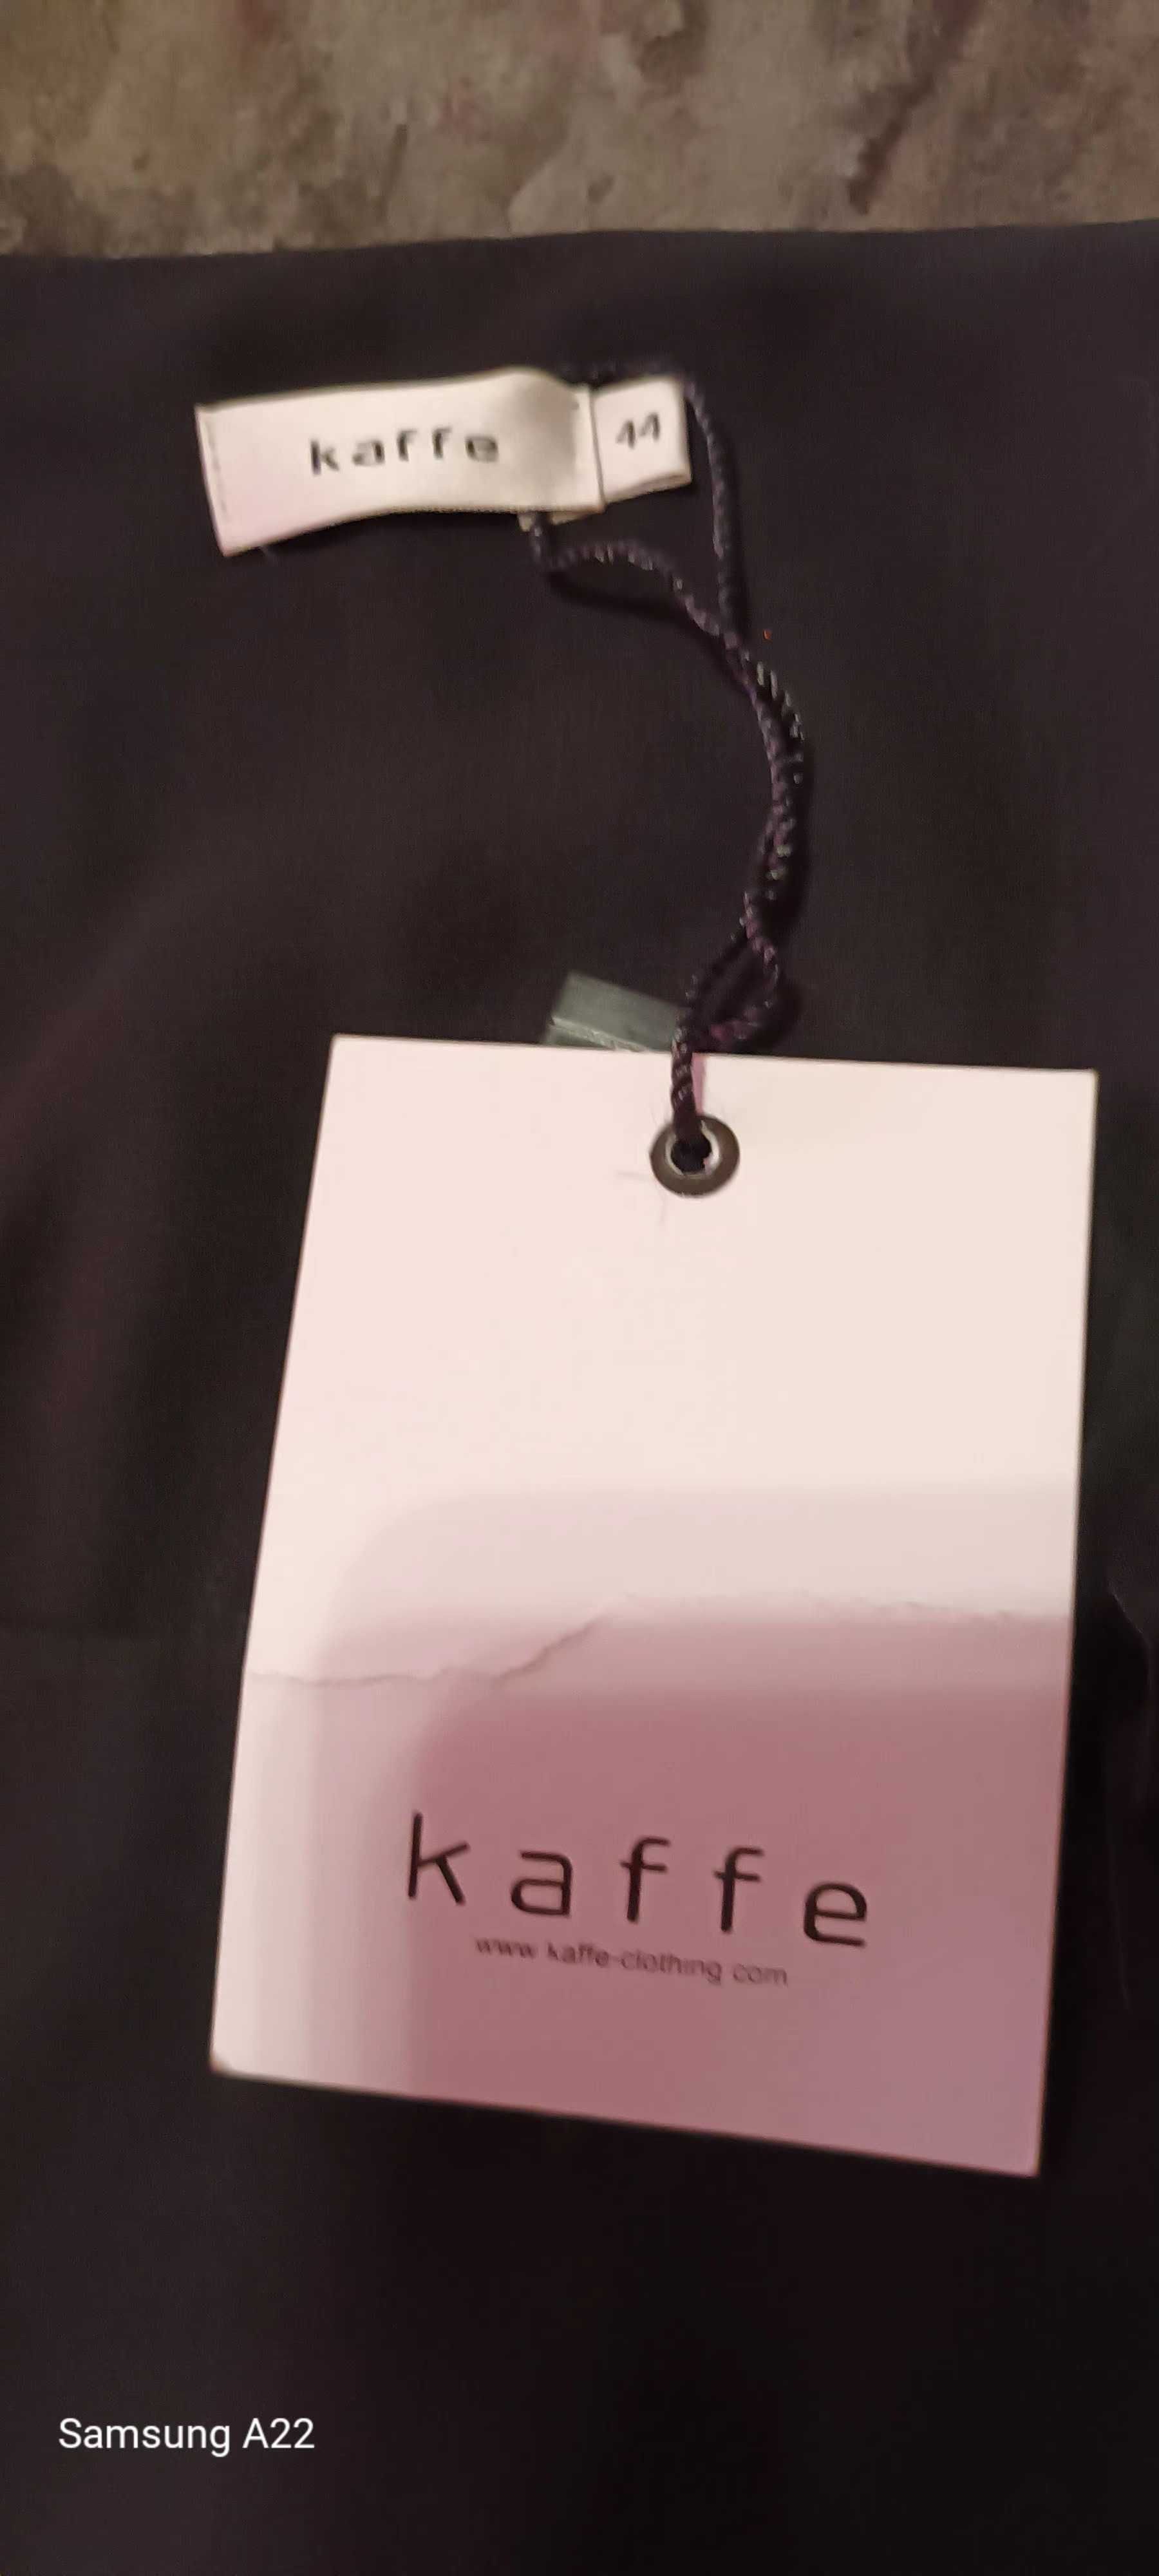 kaffe 44
kaffe
www.kaffe-clothing.com
Samsung A22